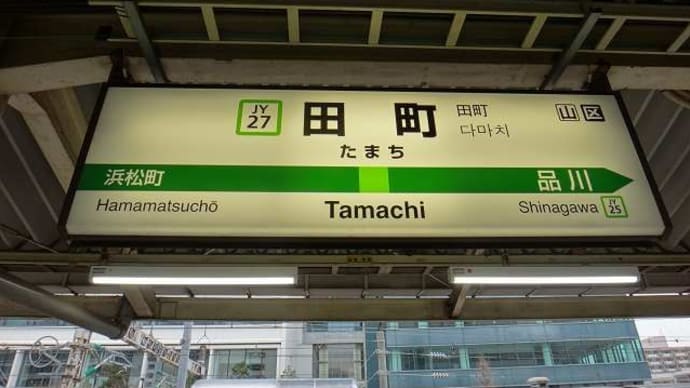 JY
27
田町
田町
다마치
山 区
たまち
浜松町
品川
Hamamatsuchō
Tamachi
Shinagawa
JY
25